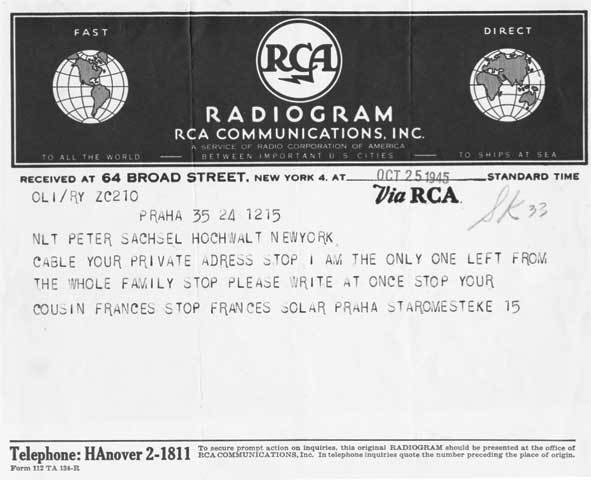 FAST
DIRECT
RCA
RADIOGRAM
RCA COMMUNICATIONS, INC.
A SERVICE OF RADIO CORPORATION OF AMERICA
TO ALL THE WORLD — BETWEEN IMPORTANT U. S. CITIES — TO SHIPS AT SEA
RECEIVED AT 64 BROAD STREET, NEW YORK 4. AT OCT 25 1945 STANDARD TIME
OLI/RY ZC210
Via RCA
SK 33
PRAHA 35 24 1215
NLT PETER SACHSEL HOCHWALT NEWYORK
CABLE YOUR PRIVATE ADRESS STOP I AM THE ONLY ONE LEFT FROM
THE WHOLE FAMILY STOP PLEASE WRITE AT ONCE STOP YOUR
COUSIN FRANCES STOP FRANCES SOLAR PRAHA STAROMESTEKE 15
Telephone: HAnover 2-1811 To secure prompt action on inquiries, this original RADIOGRAM should be presented at the office of
RCA COMMUNICATIONS, Inc. In telephone inquiries quote the number preceding the place of origin.
Form 112 TA 134-R